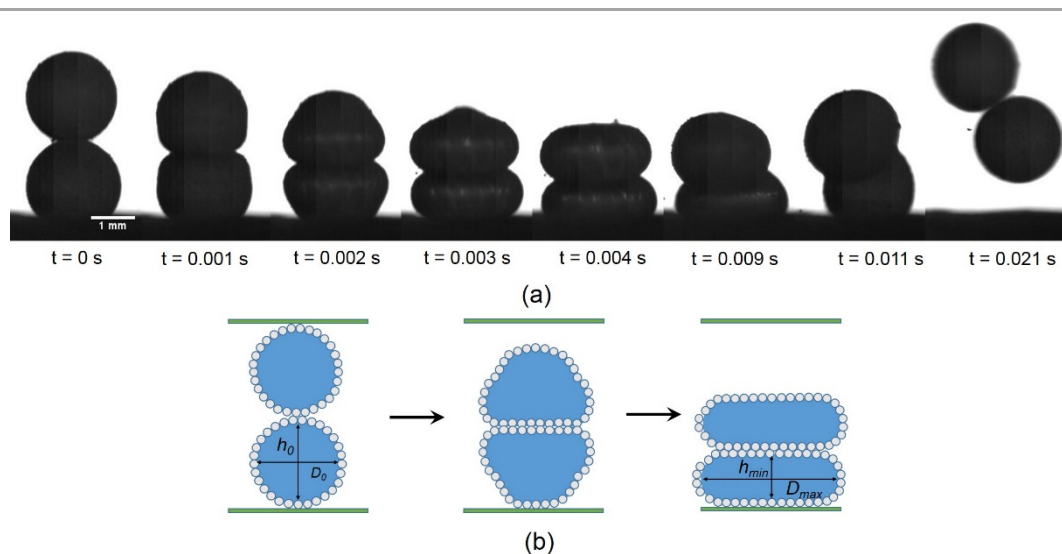 1 mm
t = 0 s t = 0.001 s t = 0.002 s t = 0.003 s t = 0.004 s t = 0.009 s t = 0.011 s t = 0.021 s
(a)
h0
D0
hmin
Dmax
(b)